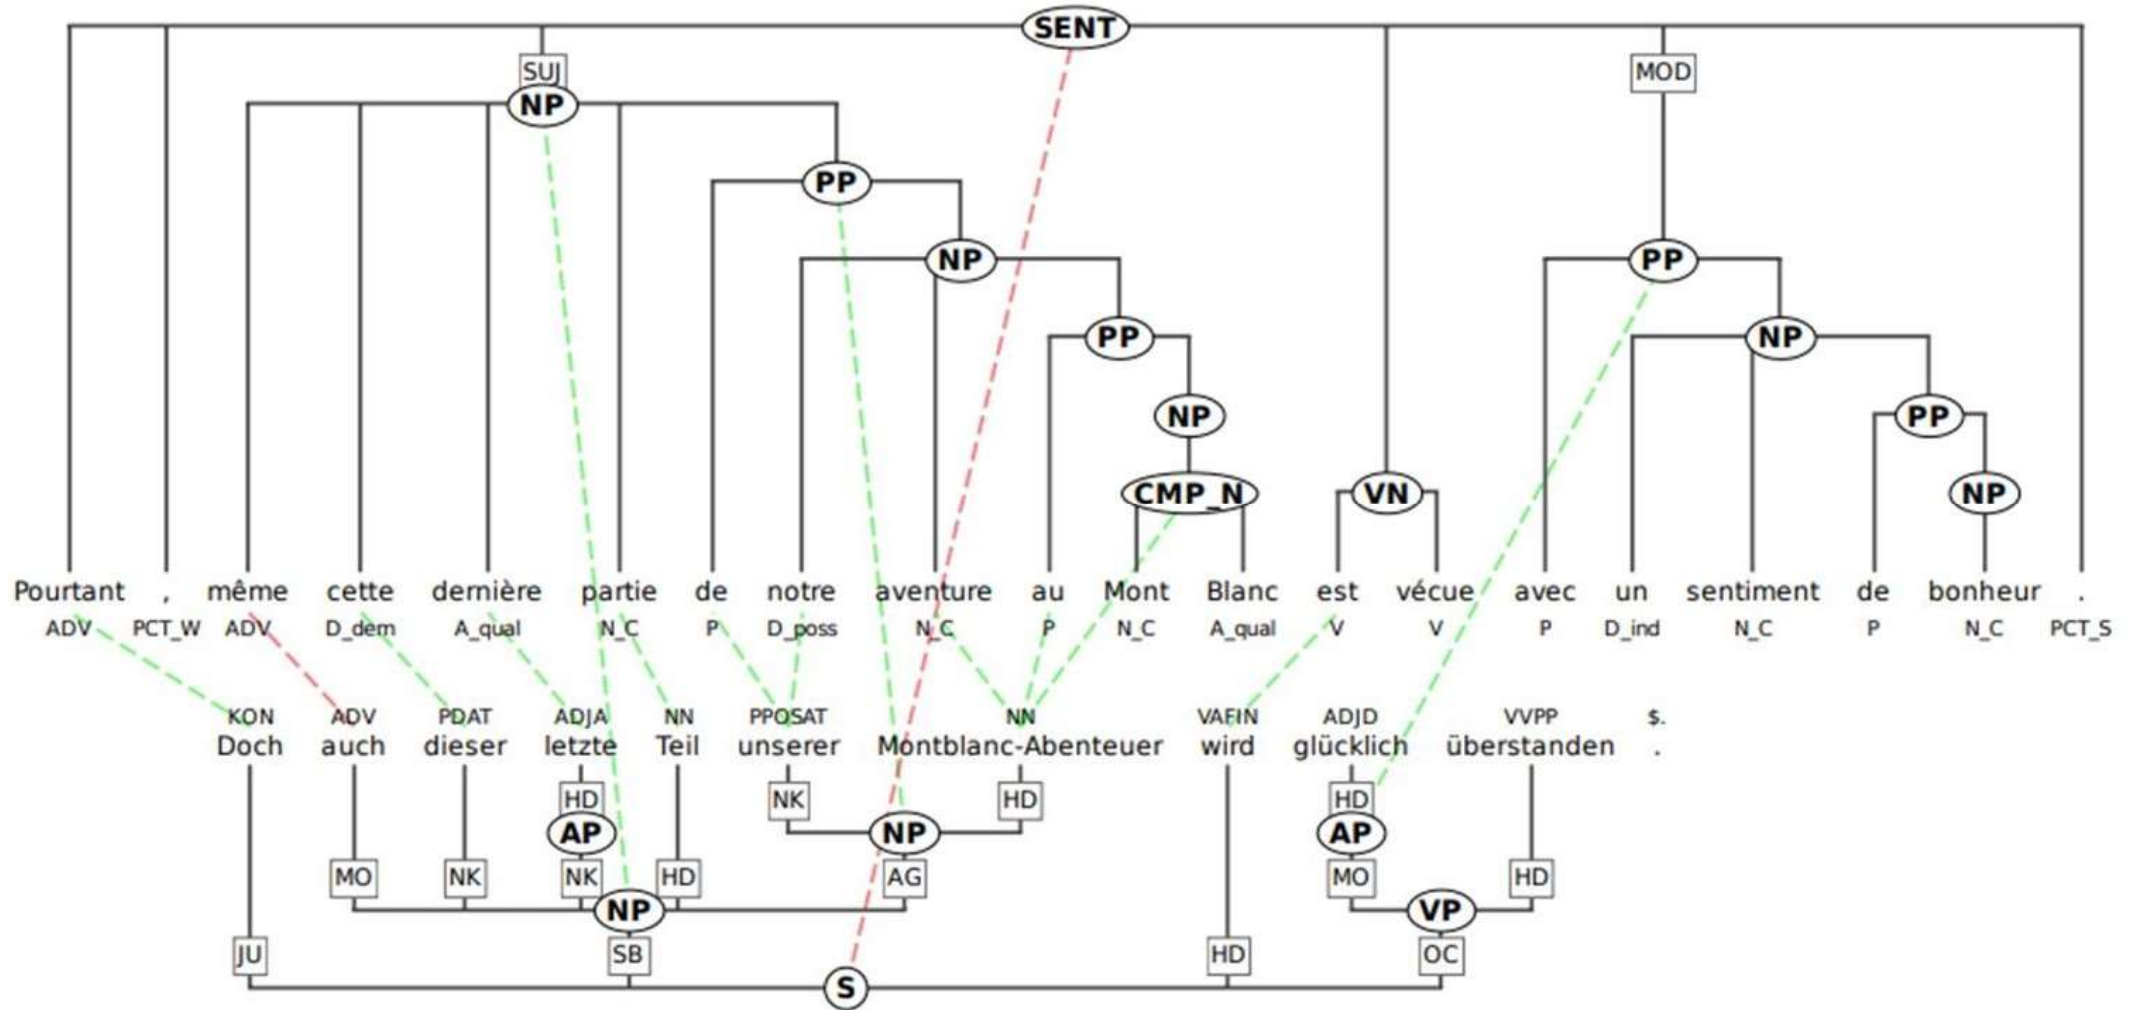 SENT
SUJ MOD
NP
PP
NP PP
PP NP
NP PP
CMP_N VN NP
Pourtant , même cette dernière partie de notre aventure au Mont Blanc est vécue avec un sentiment de bonheur .
ADV PCT_W ADV D_dem A_qual N_C P D_poss N_C P N_C A_qual V V P D_ind N_C P N_C PCT_S
KON ADV PDAT ADJA NN PPOSAT NN VAFIN ADJD VVPP $.
Doch auch dieser letzte Teil unserer Montblanc-Abenteuer wird glücklich überstanden .
HD NK HD HD
AP NP AP
MO NK NK HD AG MO HD
NP VP
JU SB HD OC
S